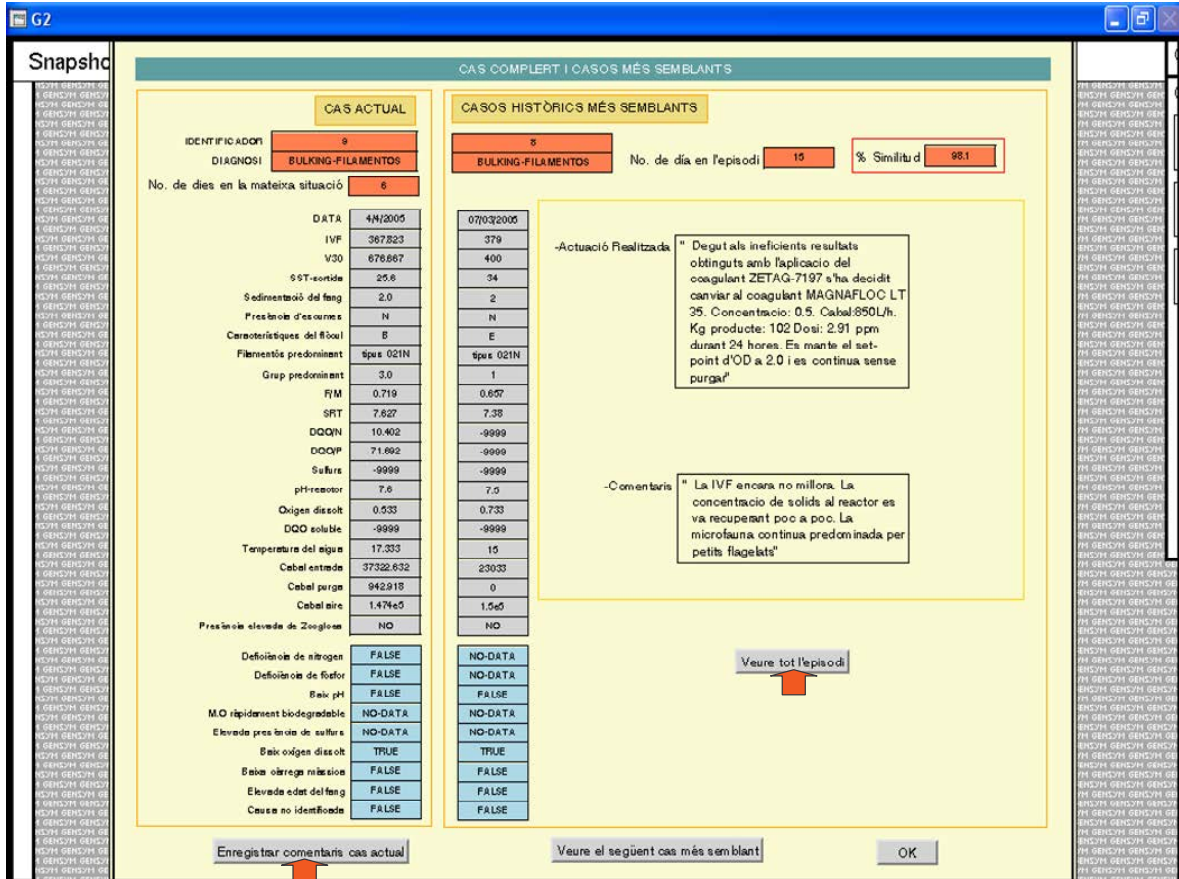 G2
Snapsho
CAS COMPLERT I CASOS MÉS SEMBLANTS
CAS ACTUAL
CASOS HISTÒRICS MÉS SEMBLANTS
IDENTIFICADOR 9 8
DIAGNOSI BULKING-FILAMENTOS BULKING-FILAMENTOS No. de día en l'episodi 15 % Similitud 98.1
No. de dies en la mateixa situació 6
DATA 4/4/2005 07/03/2005
IVF 367.823 379
V30 676.667 400
SST-sortida 25.6 34
Sedimentació del fang 2.0 2
Presència d'escumes N N
Característiques del flòcul B E
Filamentós predominant tipus 021N tipus 021N
Grup predominant 3.0 1
F/M 0.719 0.657
SRT 7.627 7.38
DQO/N 10.402 -9999
DQO/P 71.692 -9999
Sulfurs -9999 -9999
pH-reactor 7.6 7.5
Oxigen dissolt 0.533 0.733
DQO soluble -9999 -9999
Temperatura del aigua 17.333 15
Cabal entrada 37322.632 23033
Cabal purga 942.918 0
Cabal aire 1.474e5 1.5e5
Presència elevada de Zoogloea NO NO
Deficiència de nitrogen FALSE NO-DATA
Deficiència de fòsfor FALSE NO-DATA
Baix pH FALSE FALSE
M.O ràpidament biodegradable NO-DATA NO-DATA
Elevada presència de sulfurs NO-DATA NO-DATA
Baix oxígen dissolt TRUE TRUE
Baixa càrrega màssica FALSE FALSE
Elevada edat del fang FALSE FALSE
Causa no identificada FALSE FALSE
-Actuació Realitzada
" Degut als ineficients resultats
obtinguts amb l'aplicacio del
coagulant ZETAG-7197 s'ha decidit
canviar al coagulant MAGNAFLOC LT
35. Concentracio: 0.5. Cabal:850L/h.
Kg producte: 102 Dosi: 2.91 ppm
durant 24 hores. Es mante el set-
point d'OD a 2.0 i es continua sense
purgar"
-Comentaris
" La IVF encara no millora. La
concentracio de solids al reactor es
va recuperant poc a poc. La
microfauna continua predominada per
petits flagelats"
Veure tot l'episodi
Enregistrar comentaris cas actual
Veure el següent cas més semblant
OK